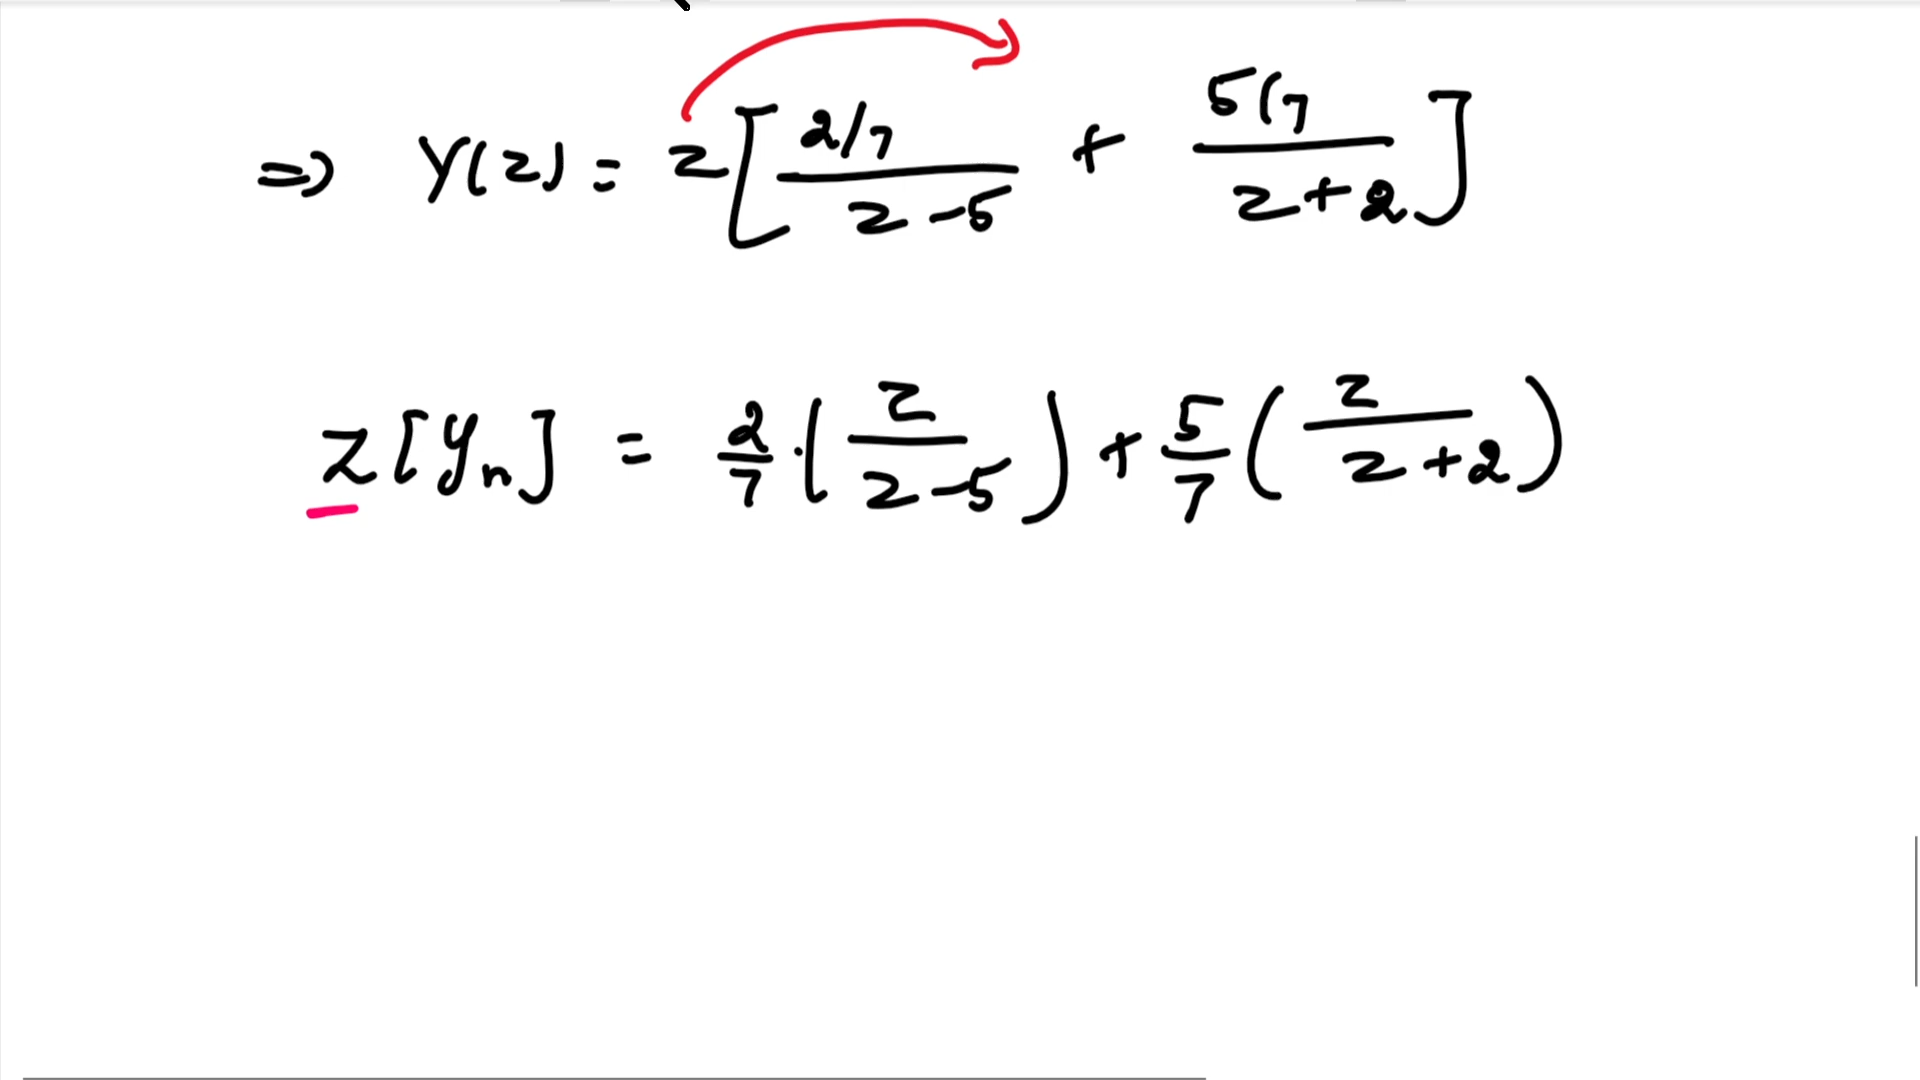 ⇒ Y(z) = z[ (2/7)/(z-5) + (5/7)/(z+2) ]
z[yn] = 2/7 · (z/(z-5)) + 5/7 (z/(z+2))